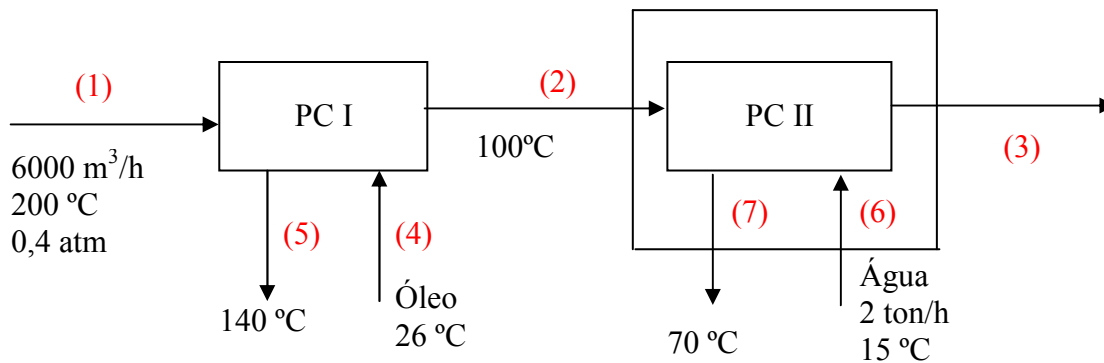 (1)
6000 m³/h
200 ºC
0,4 atm
PC I
(5)
(4)
140 ºC
Óleo
26 ºC
(2)
100ºC
PC II
(3)
(7)
(6)
70 ºC
Água
2 ton/h
15 ºC